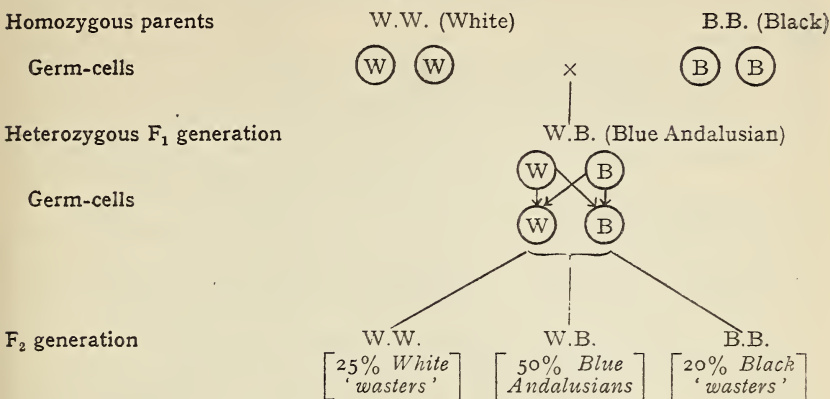 Homozygous parents W.W. (White) B.B. (Black)
Germ-cells W W × B B
Heterozygous F₁ generation W.B. (Blue Andalusian)
W B
Germ-cells
W B
F₂ generation W.W. W.B. B.B.
[25% White [50% Blue [20% Black
'wasters'] Andalusians] 'wasters']